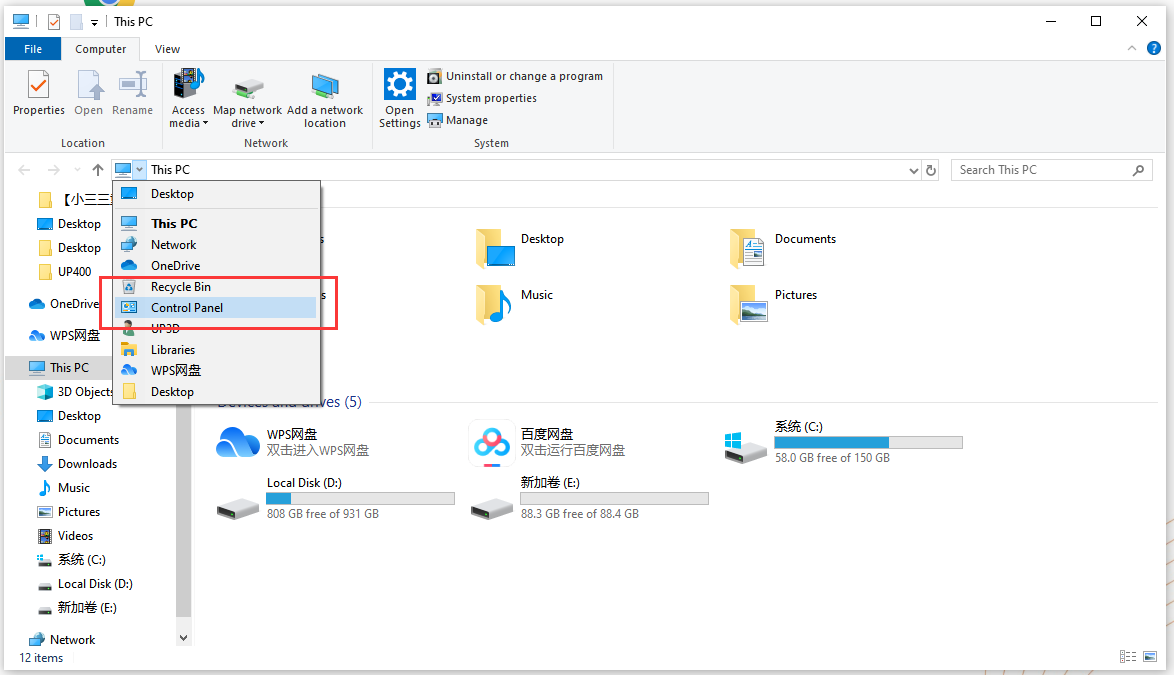 This PC
File
Computer
View
Properties
Open
Rename
Access media
Map network drive
Add a network location
Open Settings
Uninstall or change a program
System properties
Manage
Location
Network
System
This PC
Search This PC
【小三三
Desktop
Desktop
UP400
OneDrive
WPS网盘
This PC
3D Objects
Desktop
Documents
Downloads
Music
Pictures
Videos
系统 (C:)
Local Disk (D:)
新加卷 (E:)
Network
Desktop
This PC
Network
OneDrive
Recycle Bin
Control Panel
UP3D
Libraries
WPS网盘
Desktop
Desktop
Documents
Music
Pictures
Devices and drives (5)
WPS网盘
双击进入WPS网盘
百度网盘
双击运行百度网盘
系统 (C:)
58.0 GB free of 150 GB
Local Disk (D:)
808 GB free of 931 GB
新加卷 (E:)
88.3 GB free of 88.4 GB
12 items